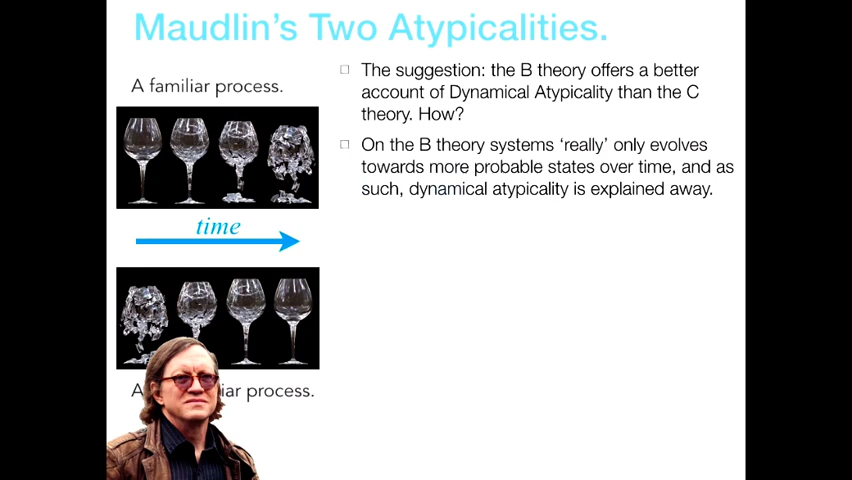 Maudlin's Two Atypicalities.
A familiar process.
□ The suggestion: the B theory offers a better
account of Dynamical Atypicality than the C
theory. How?
□ On the B theory systems 'really' only evolves
towards more probable states over time, and as
such, dynamical atypicality is explained away.
time
A iar process.